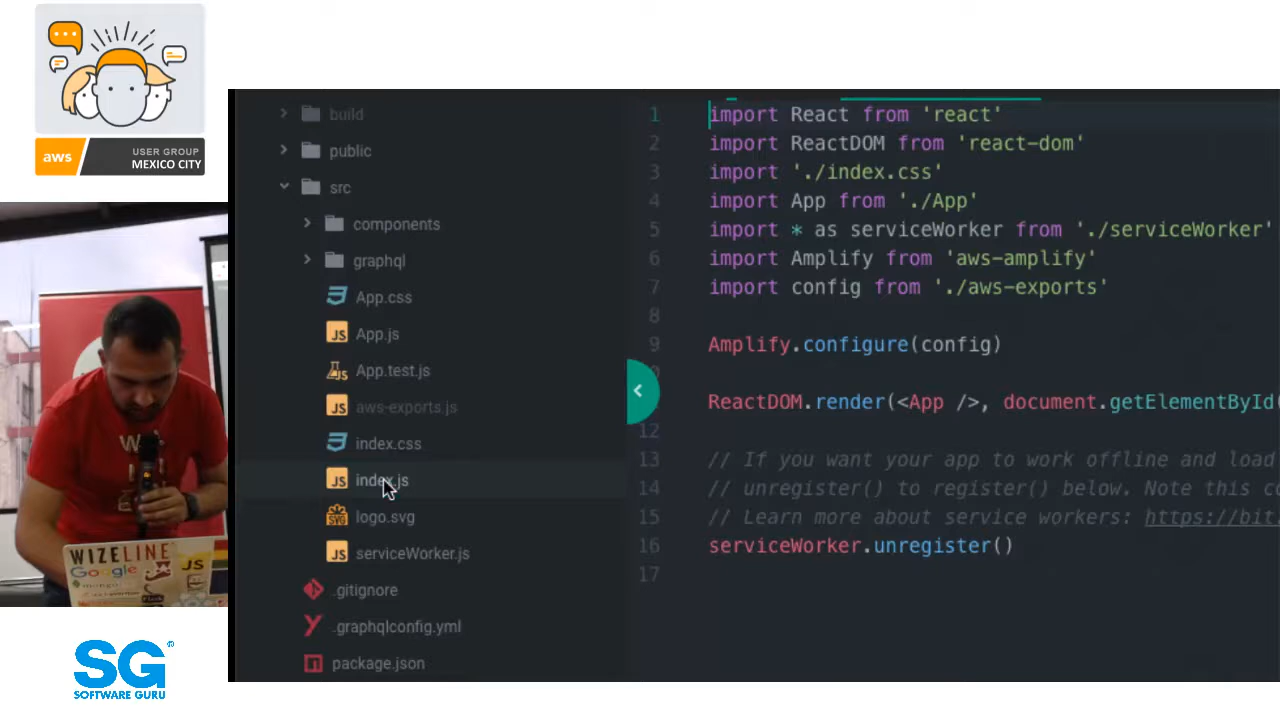 aws
USER GROUP
MEXICO CITY
build
public
src
components
graphql
App.css
JS App.js
App.test.js
JS aws-exports.js
index.css
JS index.js
SVG logo.svg
JS serviceWorker.js
.gitignore
.graphqlconfig.yml
package.json
1 import React from 'react'
2 import ReactDOM from 'react-dom'
3 import './index.css'
4 import App from './App'
5 import * as serviceWorker from './serviceWorker'
6 import Amplify from 'aws-amplify'
7 import config from './aws-exports'
8
9 Amplify.configure(config)
ReactDOM.render(<App />, document.getElementById(
12
13 // If you want your app to work offline and load
14 // unregister() to register() below. Note this co
15 // Learn more about service workers: https://bit
16 serviceWorker.unregister()
17
WIZELINE
Google
JS
SG
SOFTWARE GURU